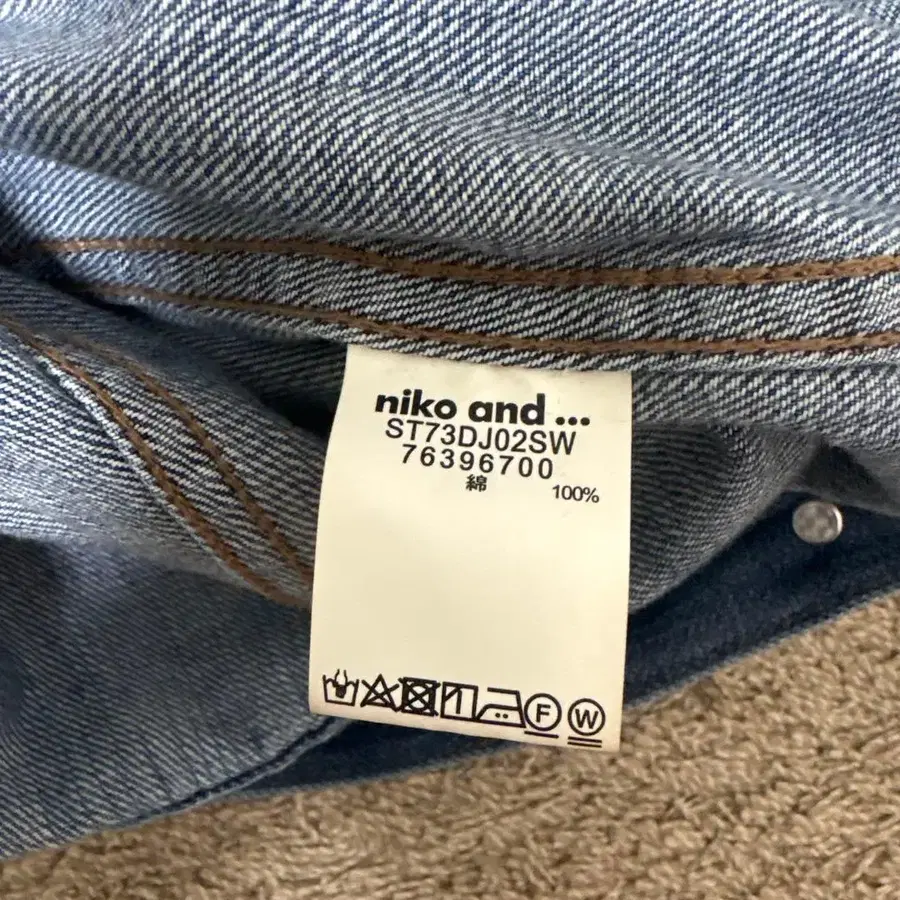 niko and ...
ST73DJ02SW
76396700
綿 100%
F W